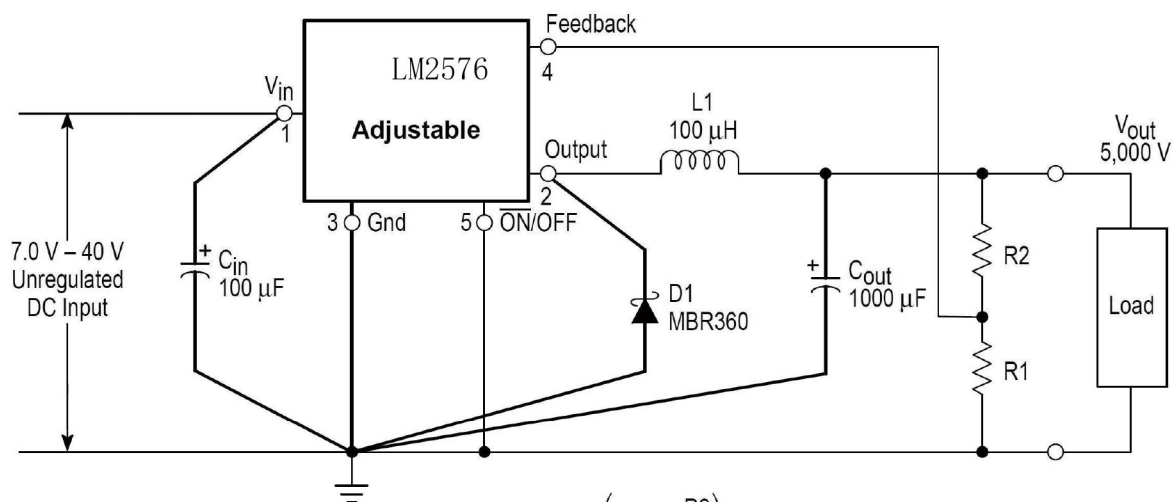 Feedback
4
LM2576
Adjustable
Vin
1
Output
2
L1
100 μH
Vout
5,000 V
3 Gnd
5 ON/OFF
7.0 V – 40 V
Unregulated
DC Input
+
Cin
100 μF
D1
MBR360
+
Cout
1000 μF
R2
R1
Load